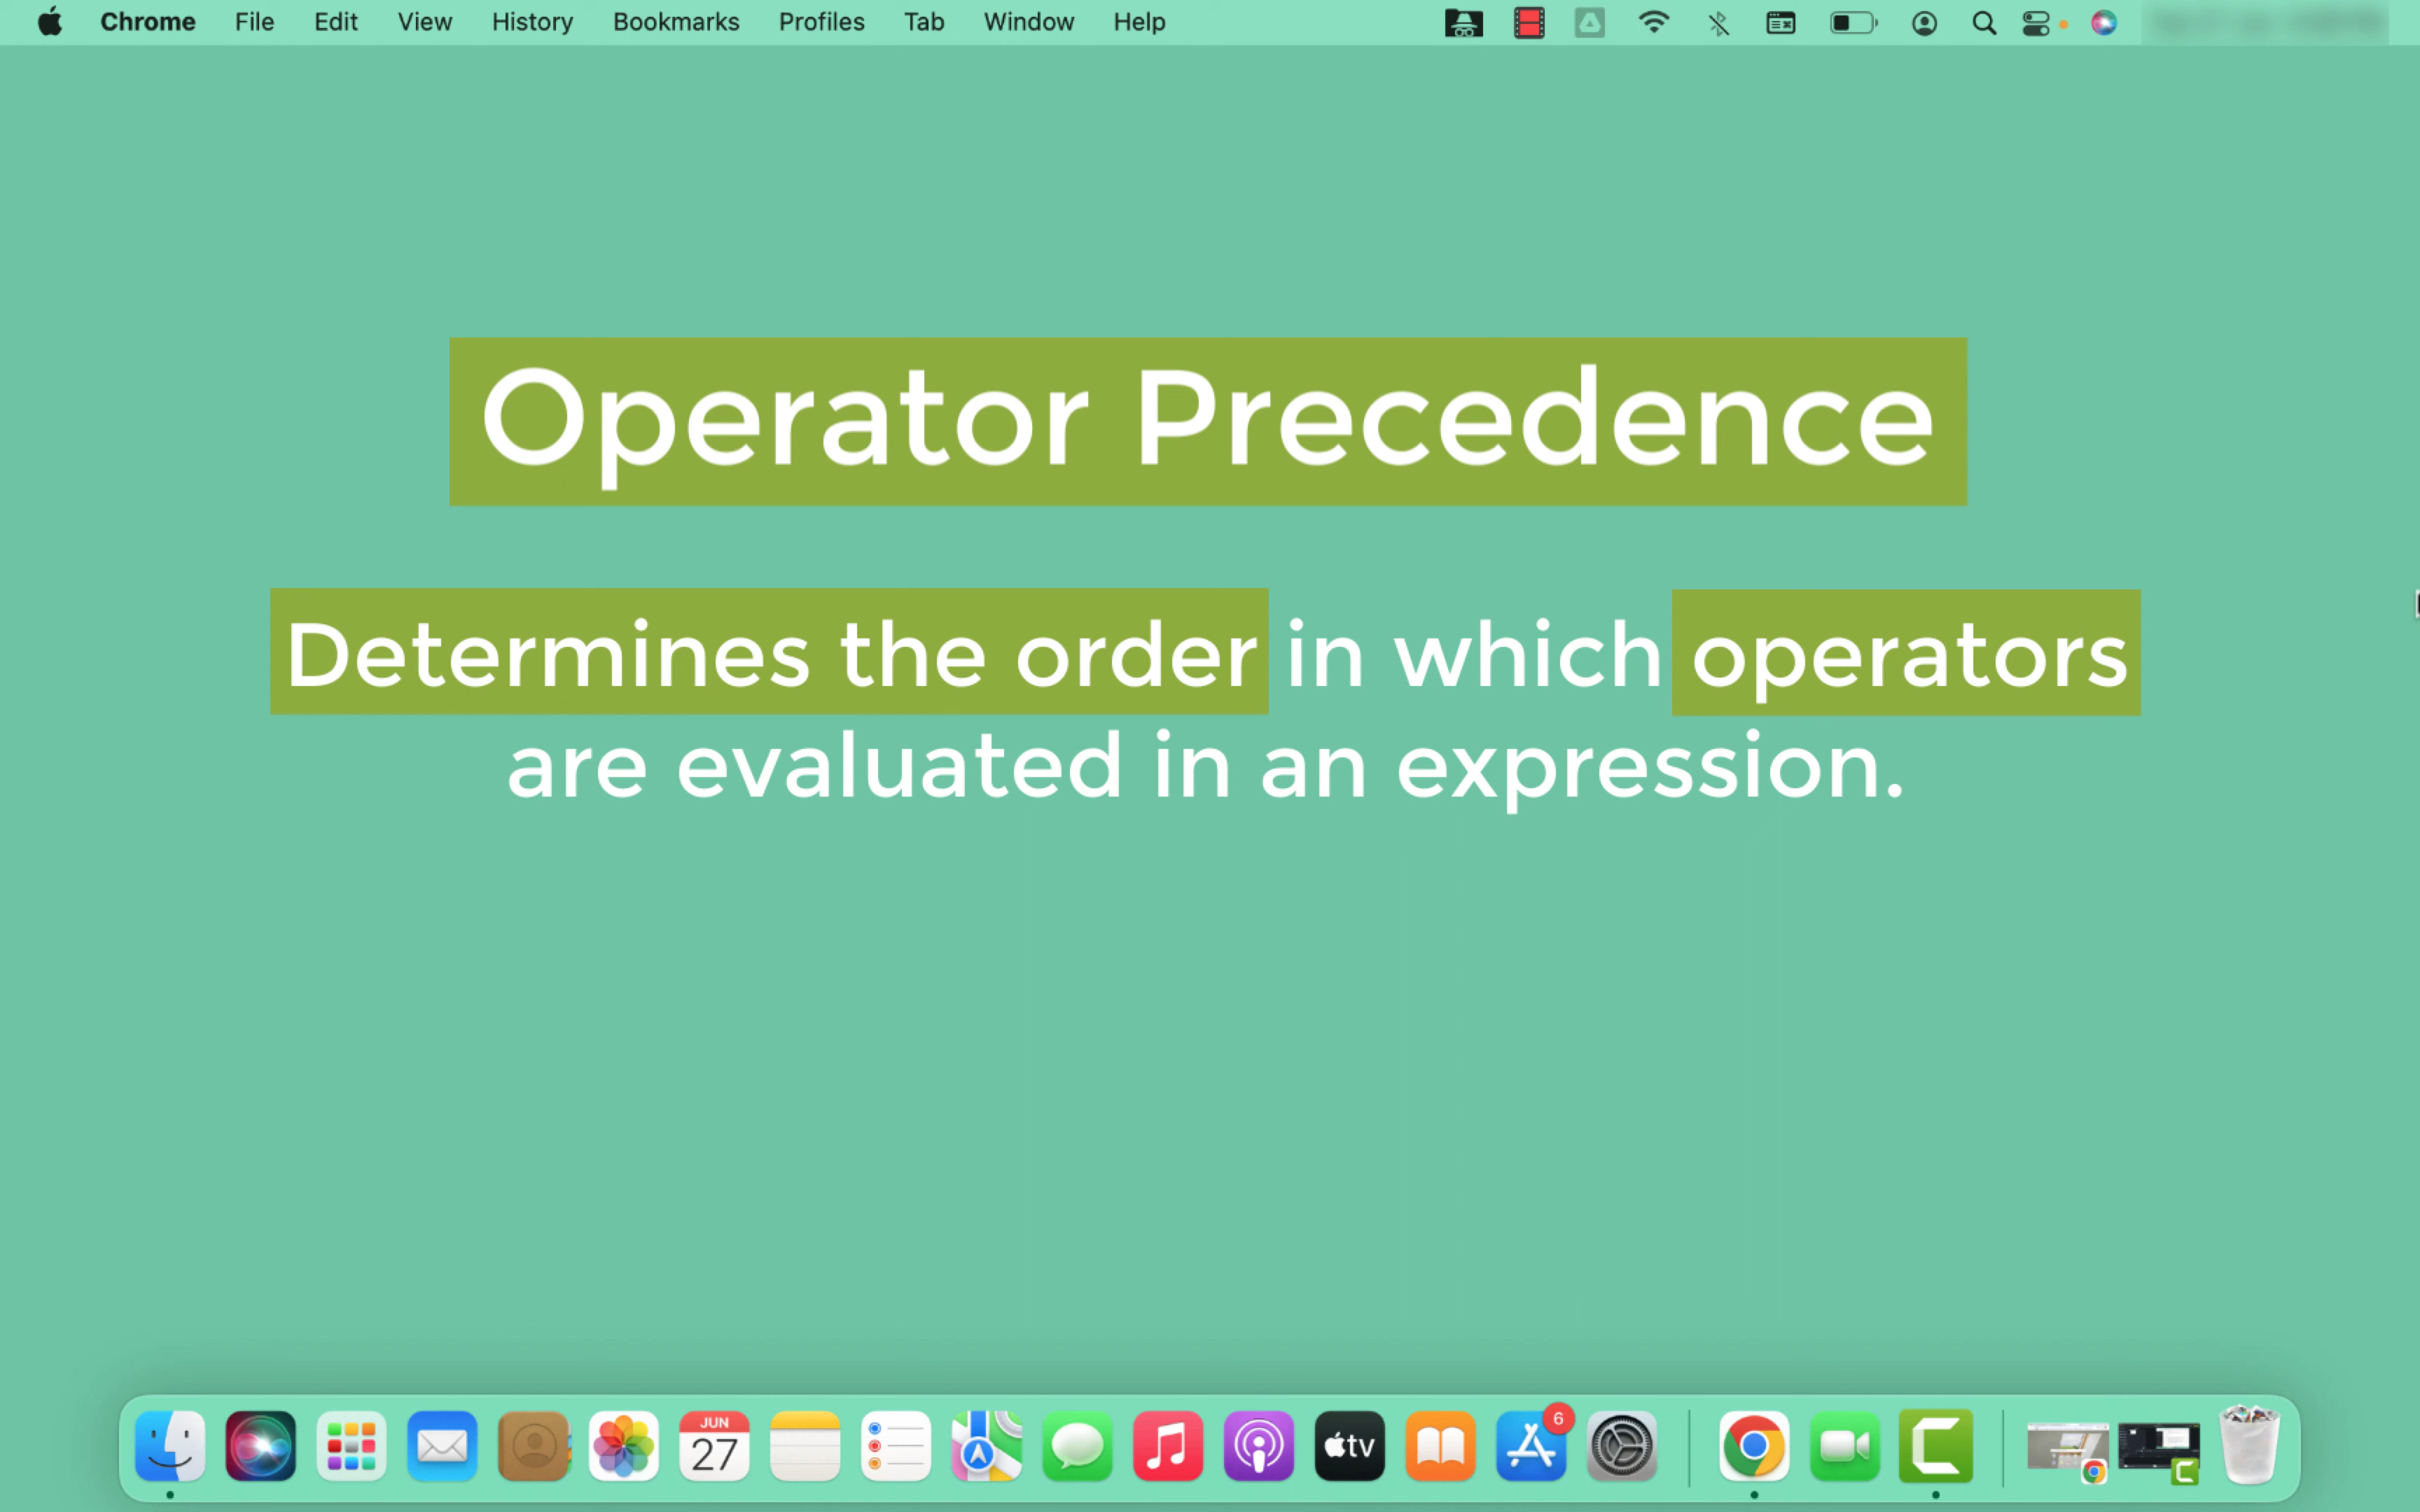 Chrome File Edit View History Bookmarks Profiles Tab Window Help
Operator Precedence
Determines the order in which operators
are evaluated in an expression.
JUN
27
tv
6